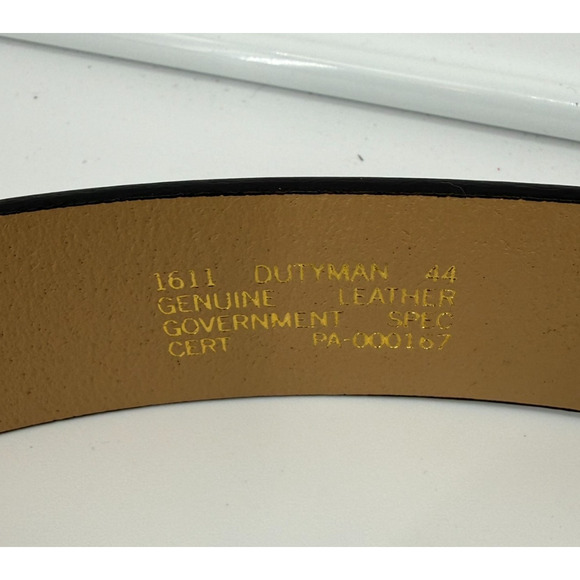 1611 DUTYMAN 44
GENUINE LEATHER
GOVERNMENT SPEC
CERT PA-000167